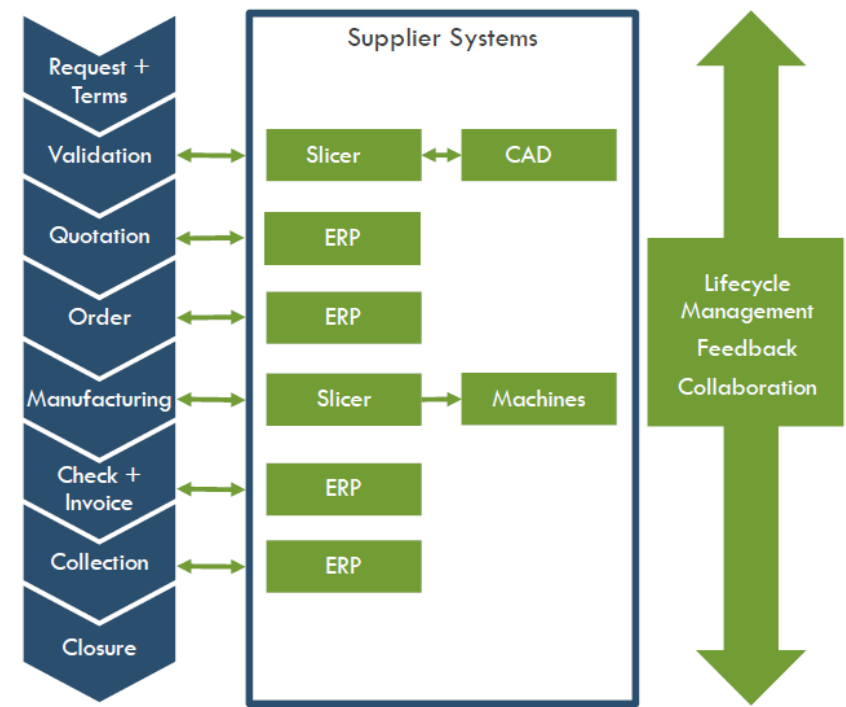 Supplier Systems
Request +
Terms
Validation
Slicer
CAD
Quotation
ERP
Order
ERP
Manufacturing
Slicer
Machines
Check +
Invoice
ERP
Collection
ERP
Closure
Lifecycle
Management
Feedback
Collaboration